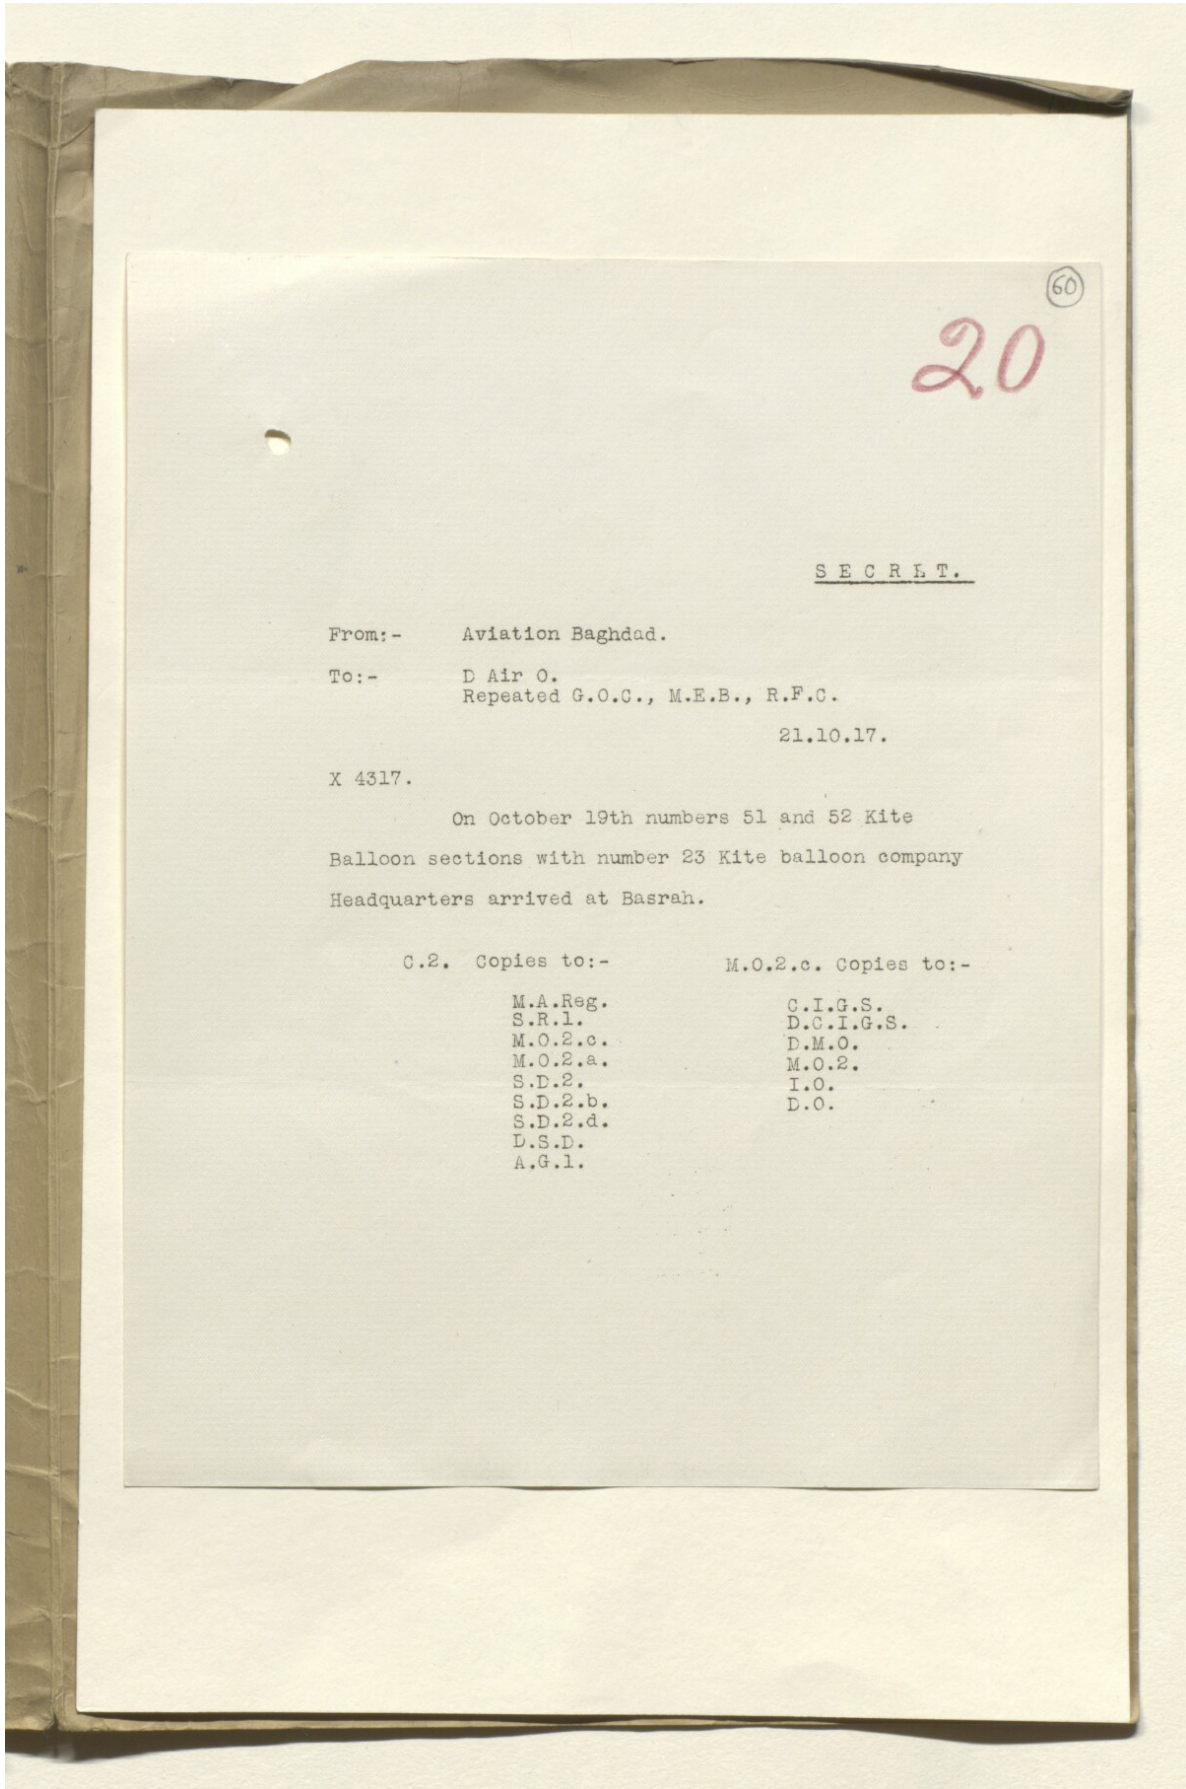 60
20
SECRET.
From:- Aviation Baghdad.
To:- D Air O.
Repeated G.O.C., M.E.B., R.F.C.
21.10.17.
X 4317.
On October 19th numbers 51 and 52 Kite
Balloon sections with number 23 Kite balloon company
Headquarters arrived at Basrah.
C.2. Copies to:-
M.A.Reg.
S.R.1.
M.O.2.c.
M.O.2.a.
S.D.2.
S.D.2.b.
S.D.2.d.
D.S.D.
A.G.1.
M.O.2.c. Copies to:-
C.I.G.S.
D.C.I.G.S.
D.M.O.
M.O.2.
I.O.
D.O.